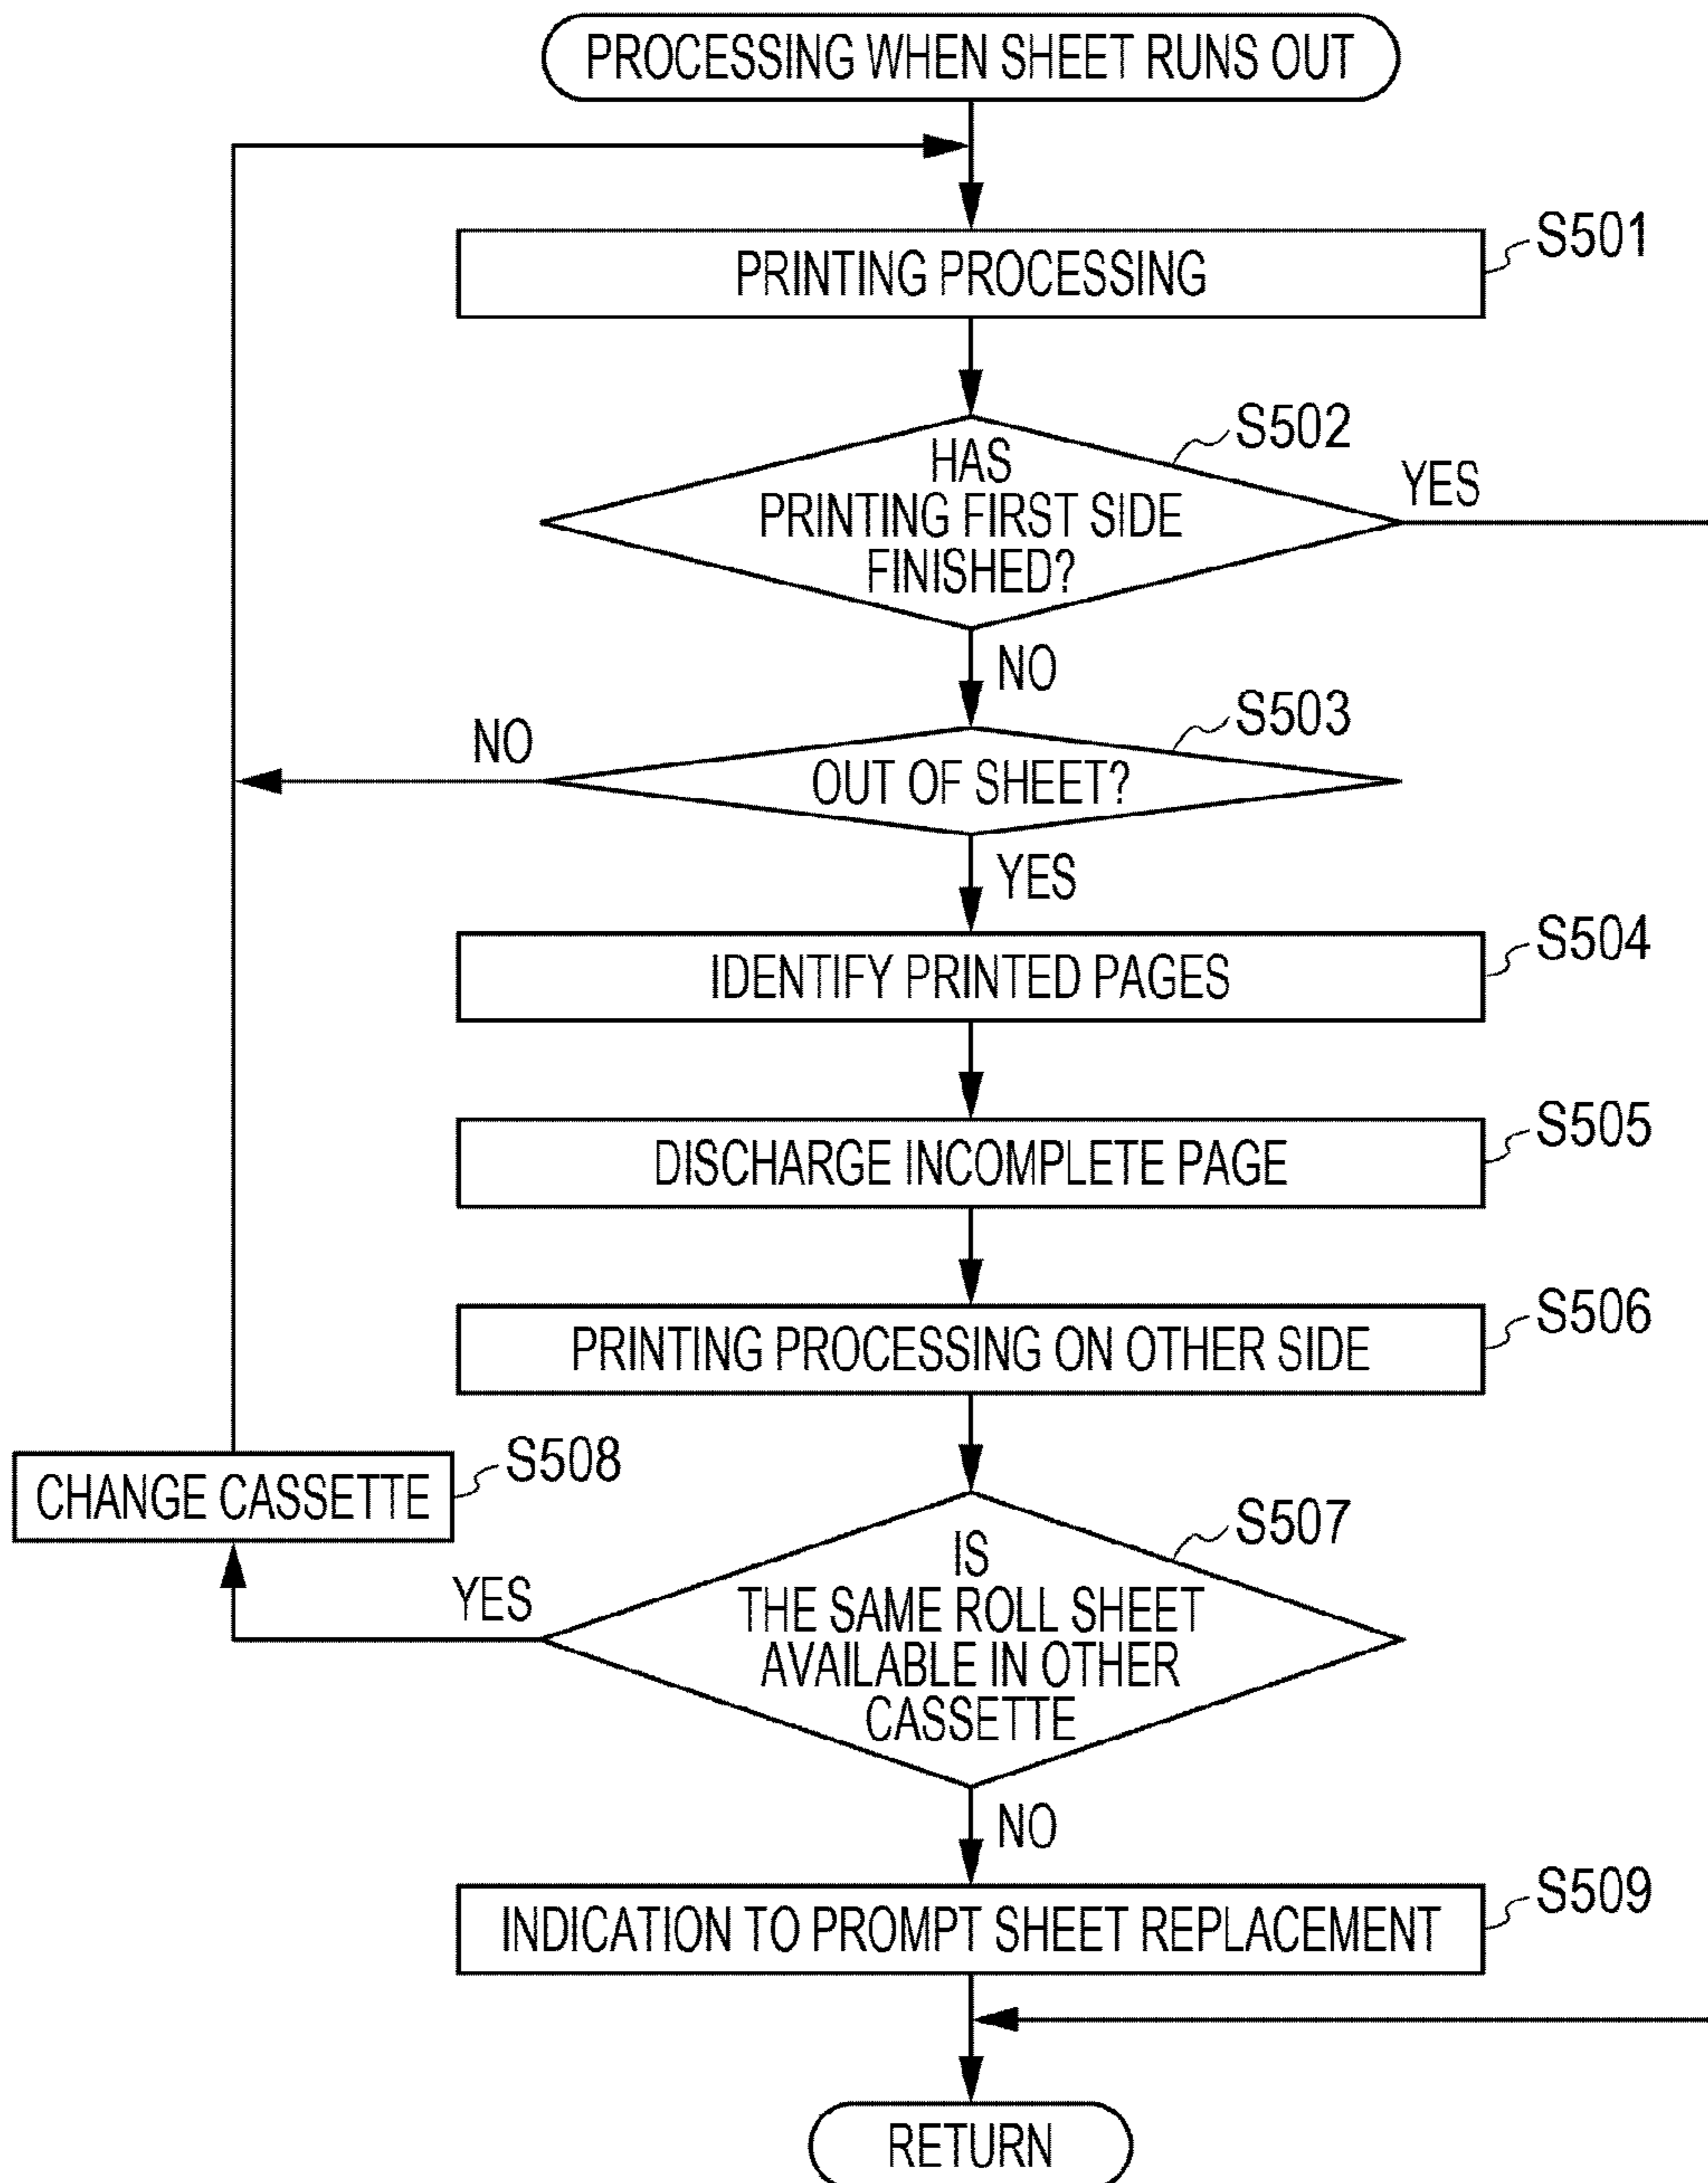 PROCESSING WHEN SHEET RUNS OUT
PRINTING PROCESSING
S501
HAS
PRINTING FIRST SIDE
FINISHED?
S502
YES
NO
OUT OF SHEET?
S503
NO
YES
IDENTIFY PRINTED PAGES
S504
DISCHARGE INCOMPLETE PAGE
S505
PRINTING PROCESSING ON OTHER SIDE
S506
IS
THE SAME ROLL SHEET
AVAILABLE IN OTHER
CASSETTE
S507
YES
CHANGE CASSETTE
S508
NO
INDICATION TO PROMPT SHEET REPLACEMENT
S509
RETURN